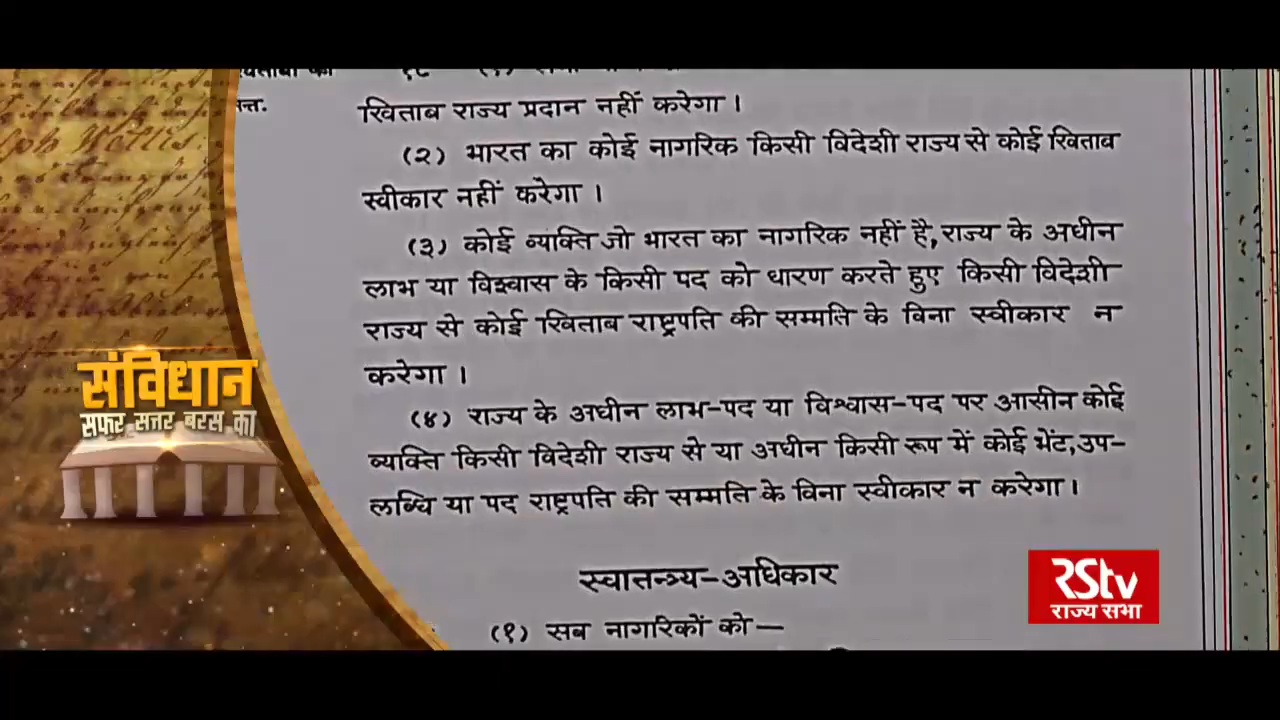 खिताब राज्य प्रदान नहीं करेगा ।
(२) भारत का कोई नागरिक किसी विदेशी राज्य से कोई खिताब
स्वीकार नहीं करेगा ।
(३) कोई व्यक्ति जो भारत का नागरिक नहीं है, राज्य के अधीन
लाभ या विश्वास के किसी पद को धारण करते हुए किसी विदेशी
राज्य से कोई खिताब राष्ट्रपति की सम्मति के विना स्वीकार न
करेगा ।
(४) राज्य के अधीन लाभ-पद या विश्वास-पद पर आसीन कोई
व्यक्ति किसी विदेशी राज्य से या अधीन किसी रूप में कोई भेंट, उप-
लब्धि या पद राष्ट्रपति की सम्मति के विना स्वीकार न करेगा ।
स्वातन्त्र्य-अधिकार
(१) सब नागरिकों को—
संविधान
सफ़र सत्तर बरस का
RStv
राज्य सभा